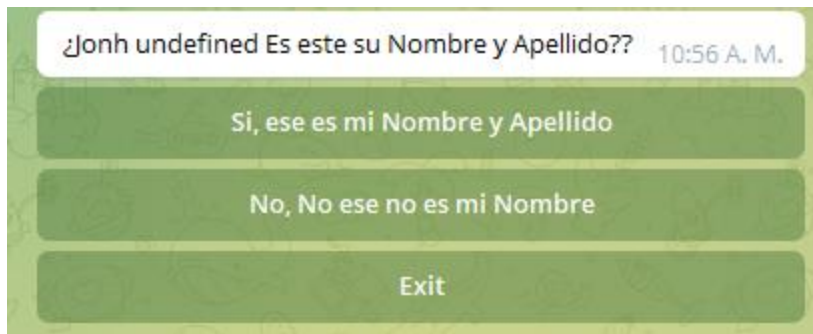 ¿Jonh undefined Es este su Nombre y Apellido??
10:56 A. M.
Si, ese es mi Nombre y Apellido
No, No ese no es mi Nombre
Exit